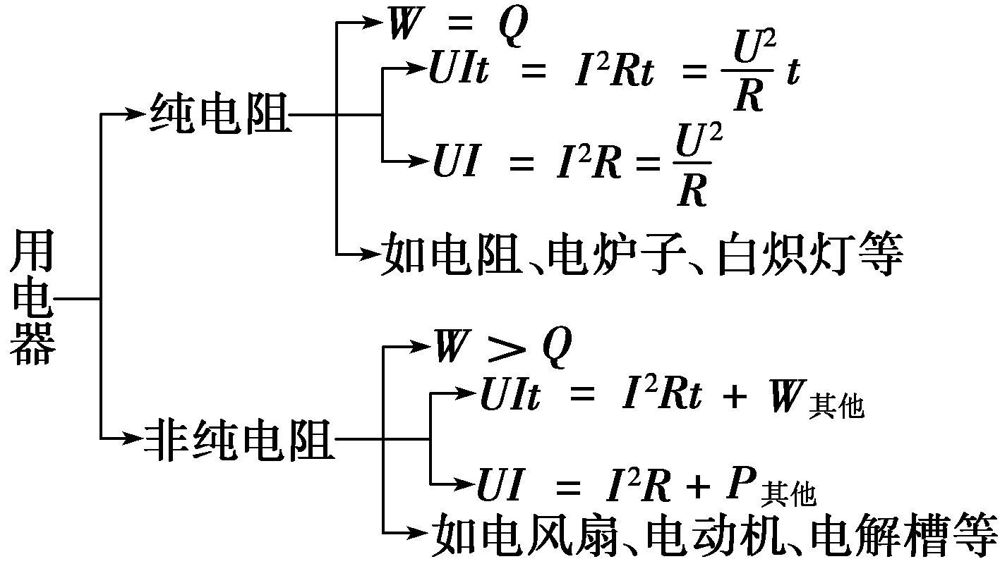 用电器
纯电阻
W = Q
UIt = I²Rt = U²/R t
UI = I²R = U²/R
如电阻、电炉子、白炽灯等
非纯电阻
W > Q
UIt = I²Rt + W其他
UI = I²R + P其他
如电风扇、电动机、电解槽等